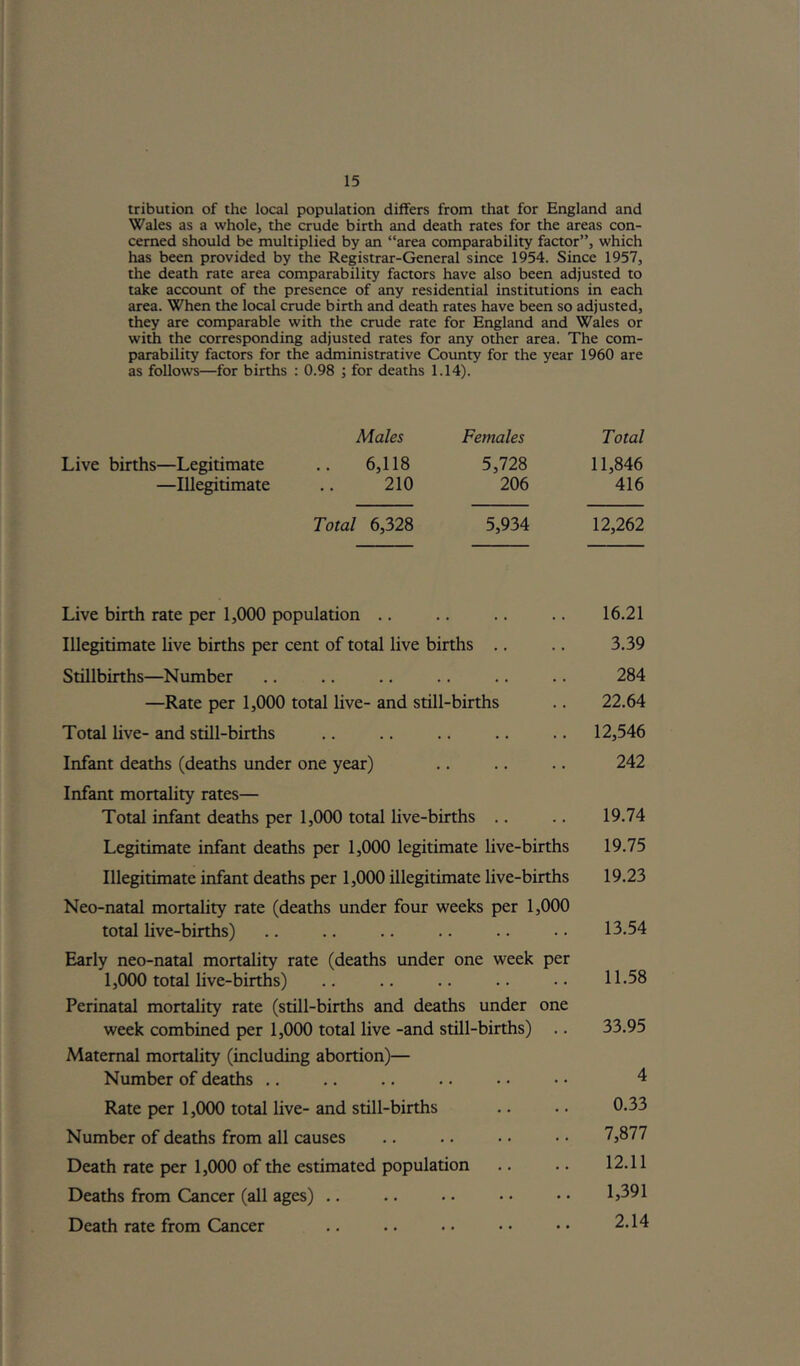 15
tribution of the local population differs from that for England and
Wales as a whole, the crude birth and death rates for the areas con-
cerned should be multiplied by an “area comparability factor”, which
has been provided by the Registrar-General since 1954. Since 1957,
the death rate area comparability factors have also been adjusted to
take account of the presence of any residential institutions in each
area. When the local crude birth and death rates have been so adjusted,
they are comparable with the crude rate for England and Wales or
with the corresponding adjusted rates for any other area. The com-
parability factors for the administrative County for the year 1960 are
as follows—for births : 0.98 ; for deaths 1.14).
Males Females Total
Live births—Legitimate .. 6,118 5,728 11,846
—Illegitimate .. 210 206 416
Total 6,328 5,934 12,262
Live birth rate per 1,000 population .. .. .. .. 16.21
Illegitimate live births per cent of total live births .. .. 3.39
Stillbirths—Number .. .. .. .. .. .. 284
—Rate per 1,000 total live- and still-births .. 22.64
Total live- and still-births .. .. .. .. .. 12,546
Infant deaths (deaths under one year) .. .. .. 242
Infant mortality rates—
Total infant deaths per 1,000 total live-births .. .. 19.74
Legitimate infant deaths per 1,000 legitimate live-births 19.75
Illegitimate infant deaths per 1,000 illegitimate live-births 19.23
Neo-natal mortality rate (deaths under four weeks per 1,000
total live-births) .. .. .. .. .. .. 13.54
Early neo-natal mortality rate (deaths under one week per
1,000 total live-births) .. .. .. .. .. 11.58
Perinatal mortality rate (still-births and deaths under one
week combined per 1,000 total live -and still-births) .. 33.95
Maternal mortality (including abortion)—
Number of deaths .. .. .. .. .. .. 4
Rate per 1,000 total live- and still-births .. .. 0.33
Number of deaths from all causes .. .. .. .. 7,877
Death rate per 1,000 of the estimated population .. .. 12.11
Deaths from Cancer (all ages) .. .. .. .. .. 1,391
Death rate from Cancer .. .. .. .. .. 2.14